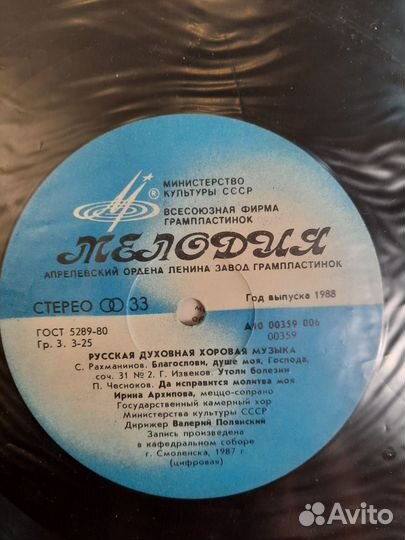 МИНИСТЕРСТВО
КУЛЬТУРЫ СССР
ВСЕСОЮЗНАЯ ФИРМА
ГРАМПЛАСТИНОК
®
МЕЛОДИЯ
АПРЕЛЕВСКИЙ ОРДЕНА ЛЕНИНА ЗАВОД ГРАМПЛАСТИНОК
СТЕРЕО 33
Год выпуска 1988
ГОСТ 5289-80
Гр. 3. 3-25
А10 00359 006
00359
РУССКАЯ ДУХОВНАЯ ХОРОВАЯ МУЗЫКА
С. Рахманинов. Благослови, душе моя, Господа,
соч. 31 № 2. Г. Извеков. Утоли болезни
П. Чесноков. Да исправится молитва моя
Ирина Архипова, меццо-сопрано
Государственный камерный хор
Министерства культуры СССР
Дирижер Валерий Полянский
Запись произведена
в кафедральном соборе
г. Смоленска, 1987 г.
(цифровая)
Avito